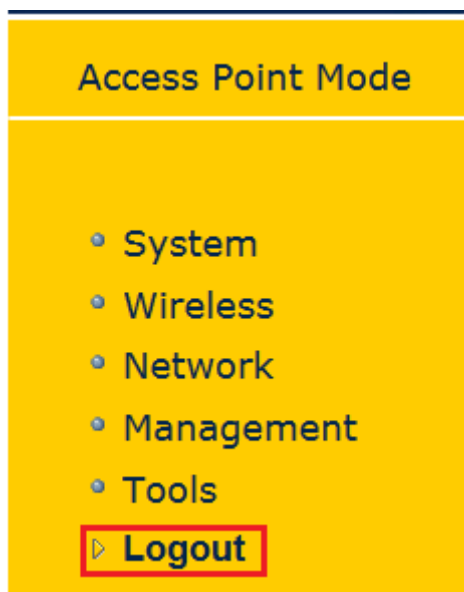 Access Point Mode
System
Wireless
Network
Management
Tools
Logout